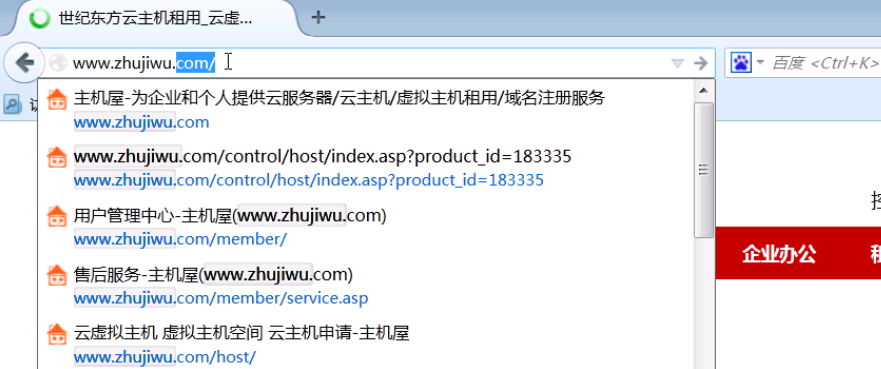 世纪东方云主机租用_云虚...
www.zhujiwu.com/
百度 <Ctrl+K>
主机屋-为企业和个人提供云服务器/云主机/虚拟主机租用/域名注册服务
www.zhujiwu.com
www.zhujiwu.com/control/host/index.asp?product_id=183335
www.zhujiwu.com/control/host/index.asp?product_id=183335
用户管理中心-主机屋(www.zhujiwu.com)
www.zhujiwu.com/member/
企业办公
售后服务-主机屋(www.zhujiwu.com)
www.zhujiwu.com/member/service.asp
云虚拟主机 虚拟主机空间 云主机申请-主机屋
www.zhujiwu.com/host/